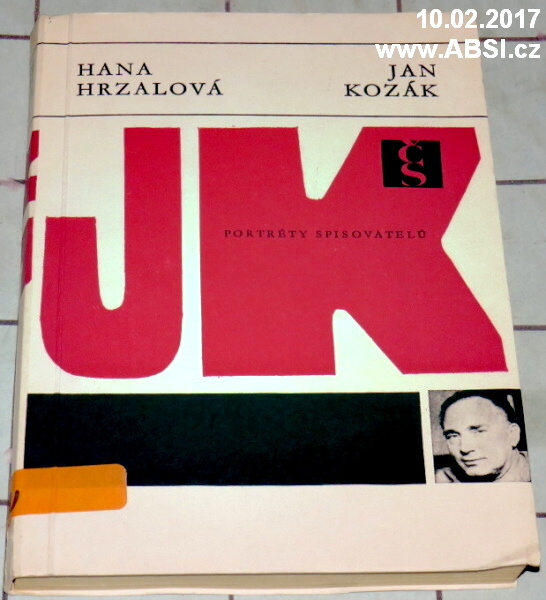 10.02.2017
www.ABSI.cz
HANA
HRZALOVÁ
JAN
KOZÁK
JK
ČS
PORTRÉTY SPISOVATELŮ